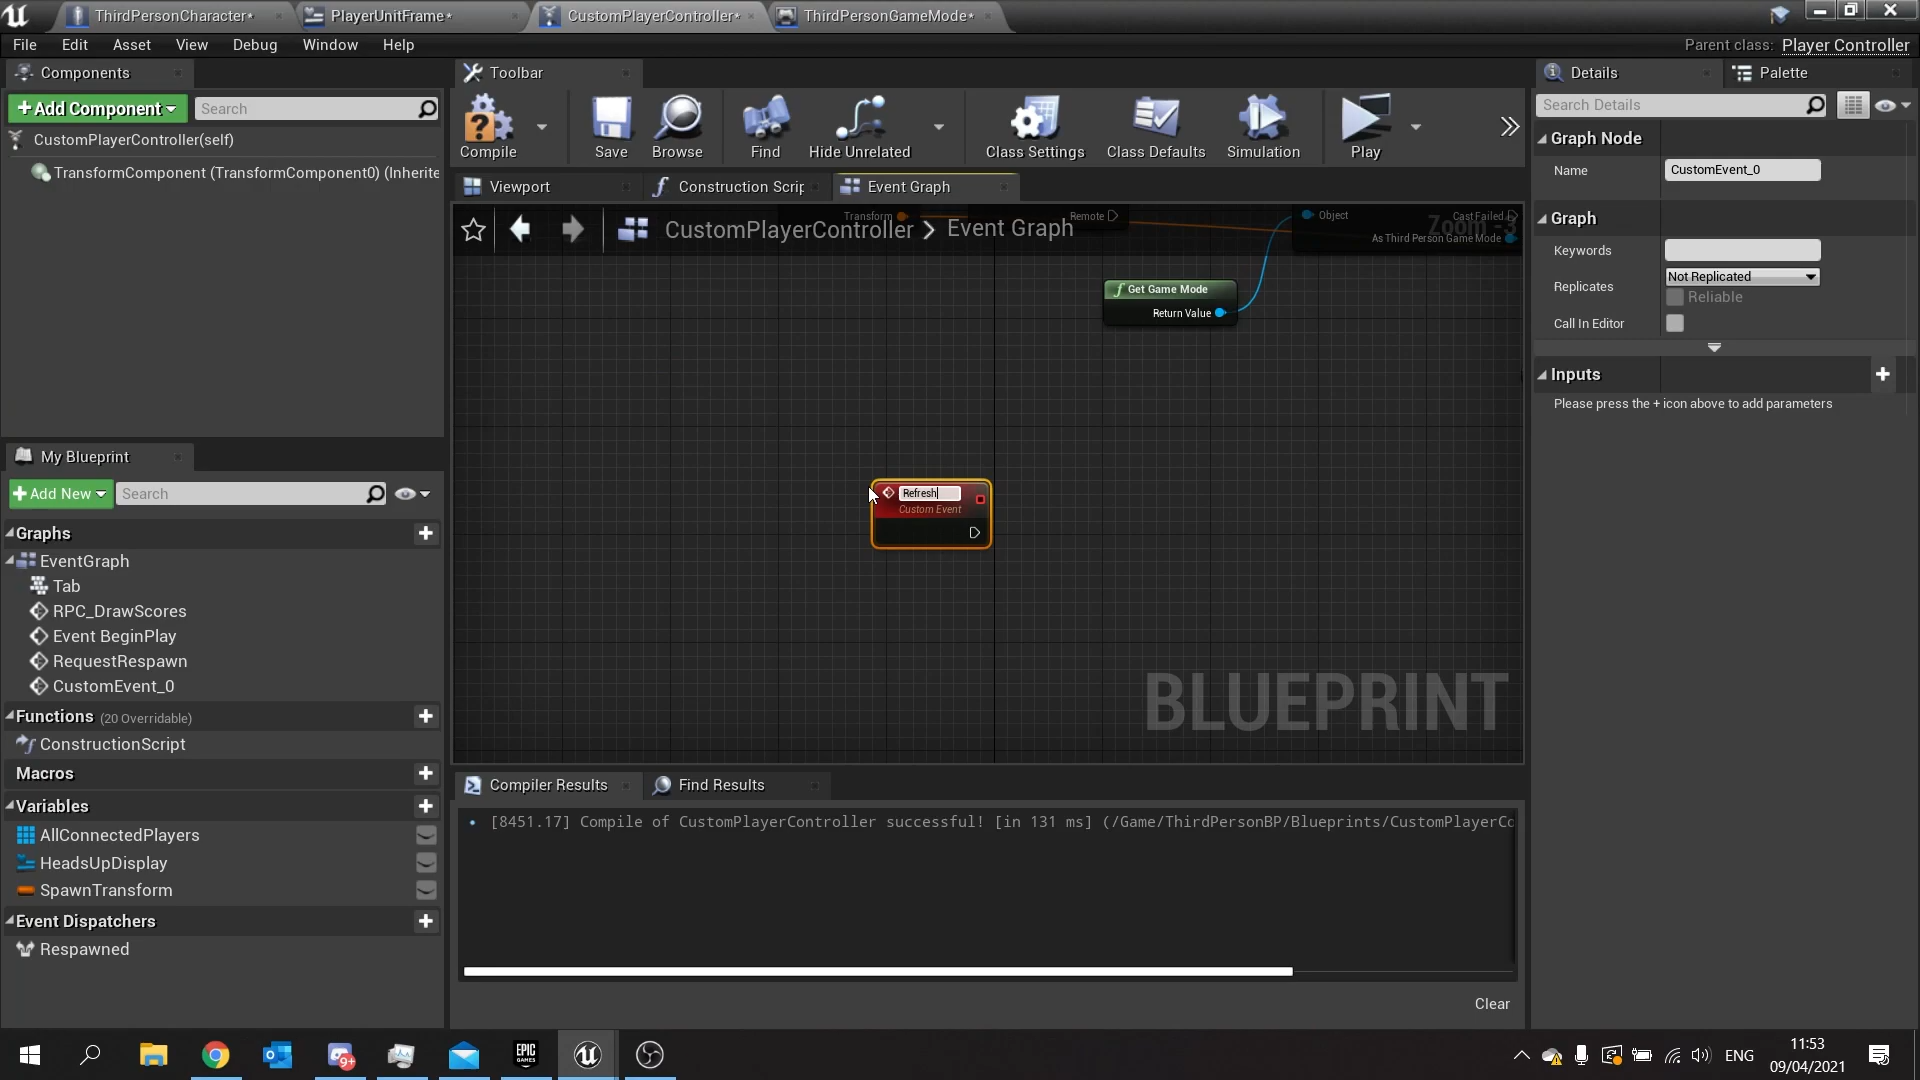 ThirdPersonCharacter*
PlayerUnitFrame*
CustomPlayerController*
ThirdPersonGameMode*
File
Edit
Asset
View
Debug
Window
Help
Parent class: Player Controller
Components
Add Component
Search
CustomPlayerController(self)
TransformComponent (TransformComponent0) (Inherite
My Blueprint
Add New
Search
Graphs
EventGraph
Tab
RPC_DrawScores
Event BeginPlay
RequestRespawn
CustomEvent_0
Functions (20 Overridable)
ConstructionScript
Macros
Variables
AllConnectedPlayers
HeadsUpDisplay
SpawnTransform
Event Dispatchers
Respawned
Toolbar
Compile
Save
Browse
Find
Hide Unrelated
Class Settings
Class Defaults
Simulation
Play
Viewport
Construction Scrip
Event Graph
CustomPlayerController > Event Graph
Zoom -3
Transform
Remote
Object
Cast Failed
As Third Person Game Mode
Get Game Mode
Return Value
Refresh
Custom Event
BLUEPRINT
Compiler Results
Find Results
[8451.17] Compile of CustomPlayerController successful! [in 131 ms] (/Game/ThirdPersonBP/Blueprints/CustomPlayerCo
Clear
Details
Palette
Search Details
Graph Node
Name
CustomEvent_0
Graph
Keywords
Replicates
Not Replicated
Reliable
Call In Editor
Inputs
Please press the + icon above to add parameters
9+
EPIC
GAMES
ENG
11:53
09/04/2021